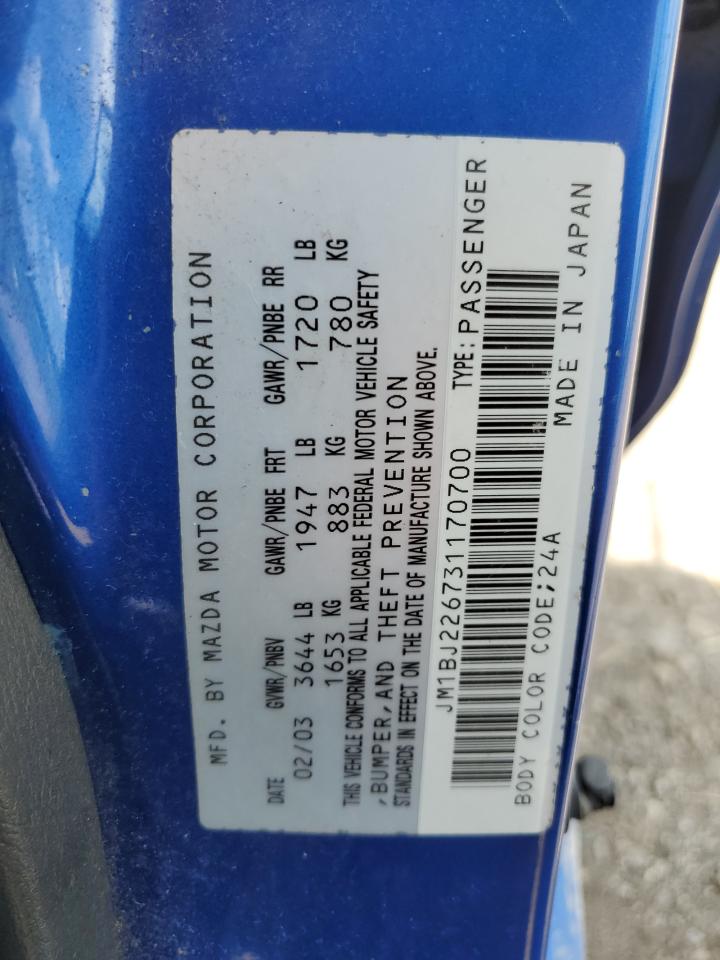 MFD. BY MAZDA MOTOR CORPORATION
DATE GVWR/PNBV GAWR/PNBE FRT GAWR/PNBE RR
02/03 3644 LB 1947 LB 1720 LB
1653 KG 883 KG 780 KG
THIS VEHICLE CONFORMS TO ALL APPLICABLE FEDERAL MOTOR VEHICLE SAFETY
,BUMPER, AND THEFT PREVENTION
STANDARDS IN EFFECT ON THE DATE OF MANUFACTURE SHOWN ABOVE.
JM1BJ226731170700 TYPE: PASSENGER
BODY COLOR CODE;24A MADE IN JAPAN